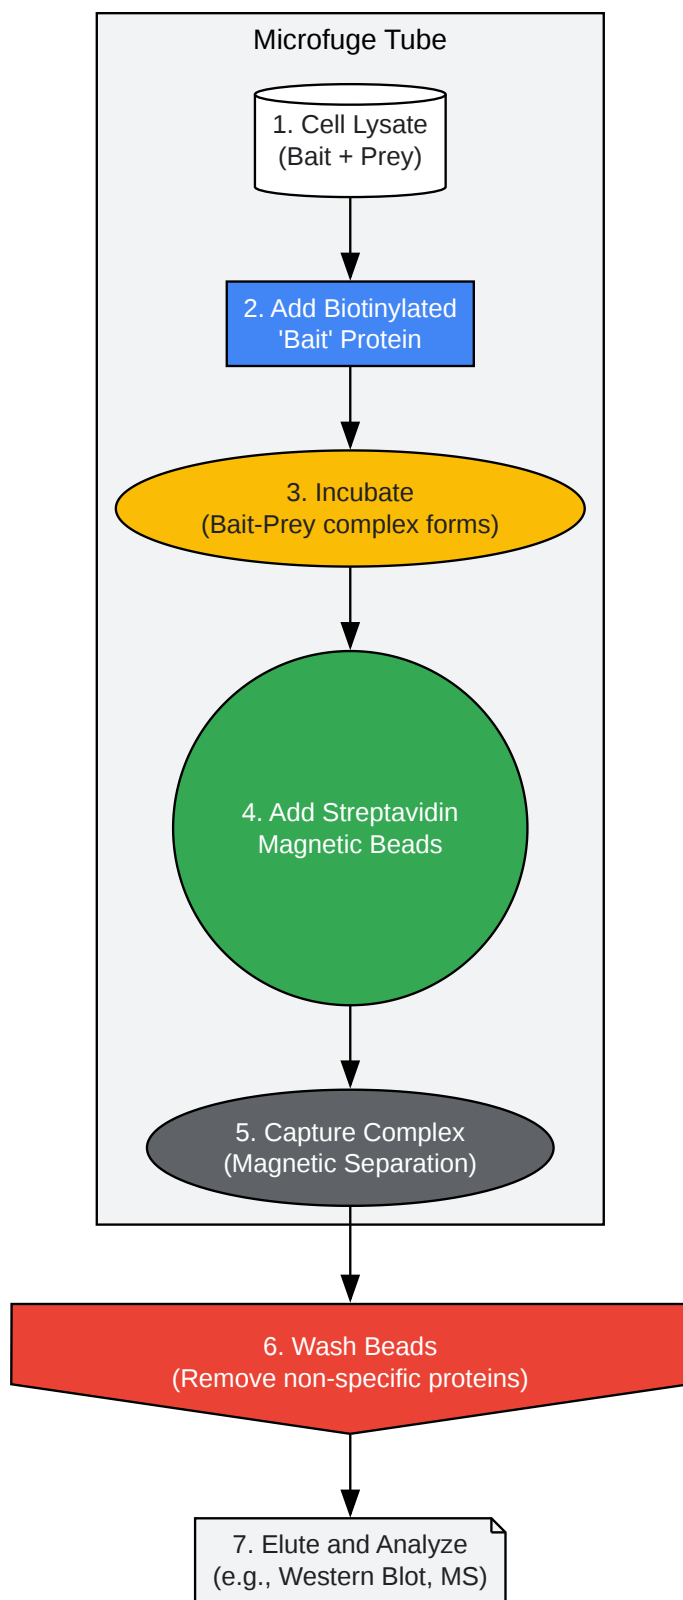 Microfuge Tube
1. Cell Lysate
(Bait + Prey)
2. Add Biotinylated
'Bait' Protein
3. Incubate
(Bait-Prey complex forms)
4. Add Streptavidin
Magnetic Beads
5. Capture Complex
(Magnetic Separation)
6. Wash Beads
(Remove non-specific proteins)
7. Elute and Analyze
(e.g., Western Blot, MS)